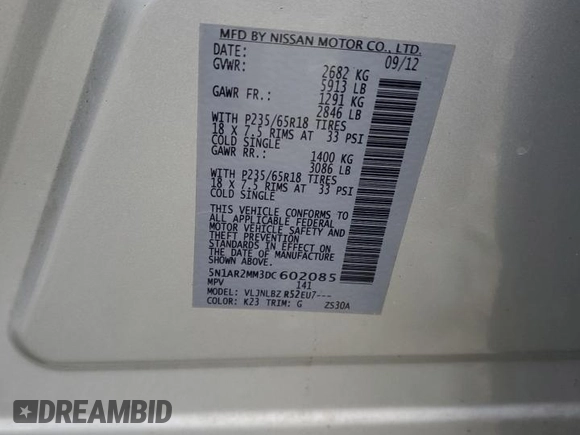 MFD BY NISSAN MOTOR CO., LTD.
DATE: 09/12
GVWR: 2682 KG
5913 LB
GAWR FR.: 1291 KG
2846 LB
WITH P235/65R18 TIRES
18 X 7.5 RIMS AT 33 PSI
COLD SINGLE
GAWR RR.: 1400 KG
3086 LB
WITH P235/65R18 TIRES
18 X 7.5 RIMS AT 33 PSI
COLD SINGLE
THIS VEHICLE CONFORMS TO
ALL APPLICABLE FEDERAL
MOTOR VEHICLE SAFETY AND
THEFT PREVENTION
STANDARDS IN EFFECT ON
THE DATE OF MANUFACTURE
SHOWN ABOVE.
5N1AR2MM3DC602085
MPV 141
MODEL: VLJNLBZ R52EU7---
COLOR: K23 TRIM: G ZS30A
DREAMBID